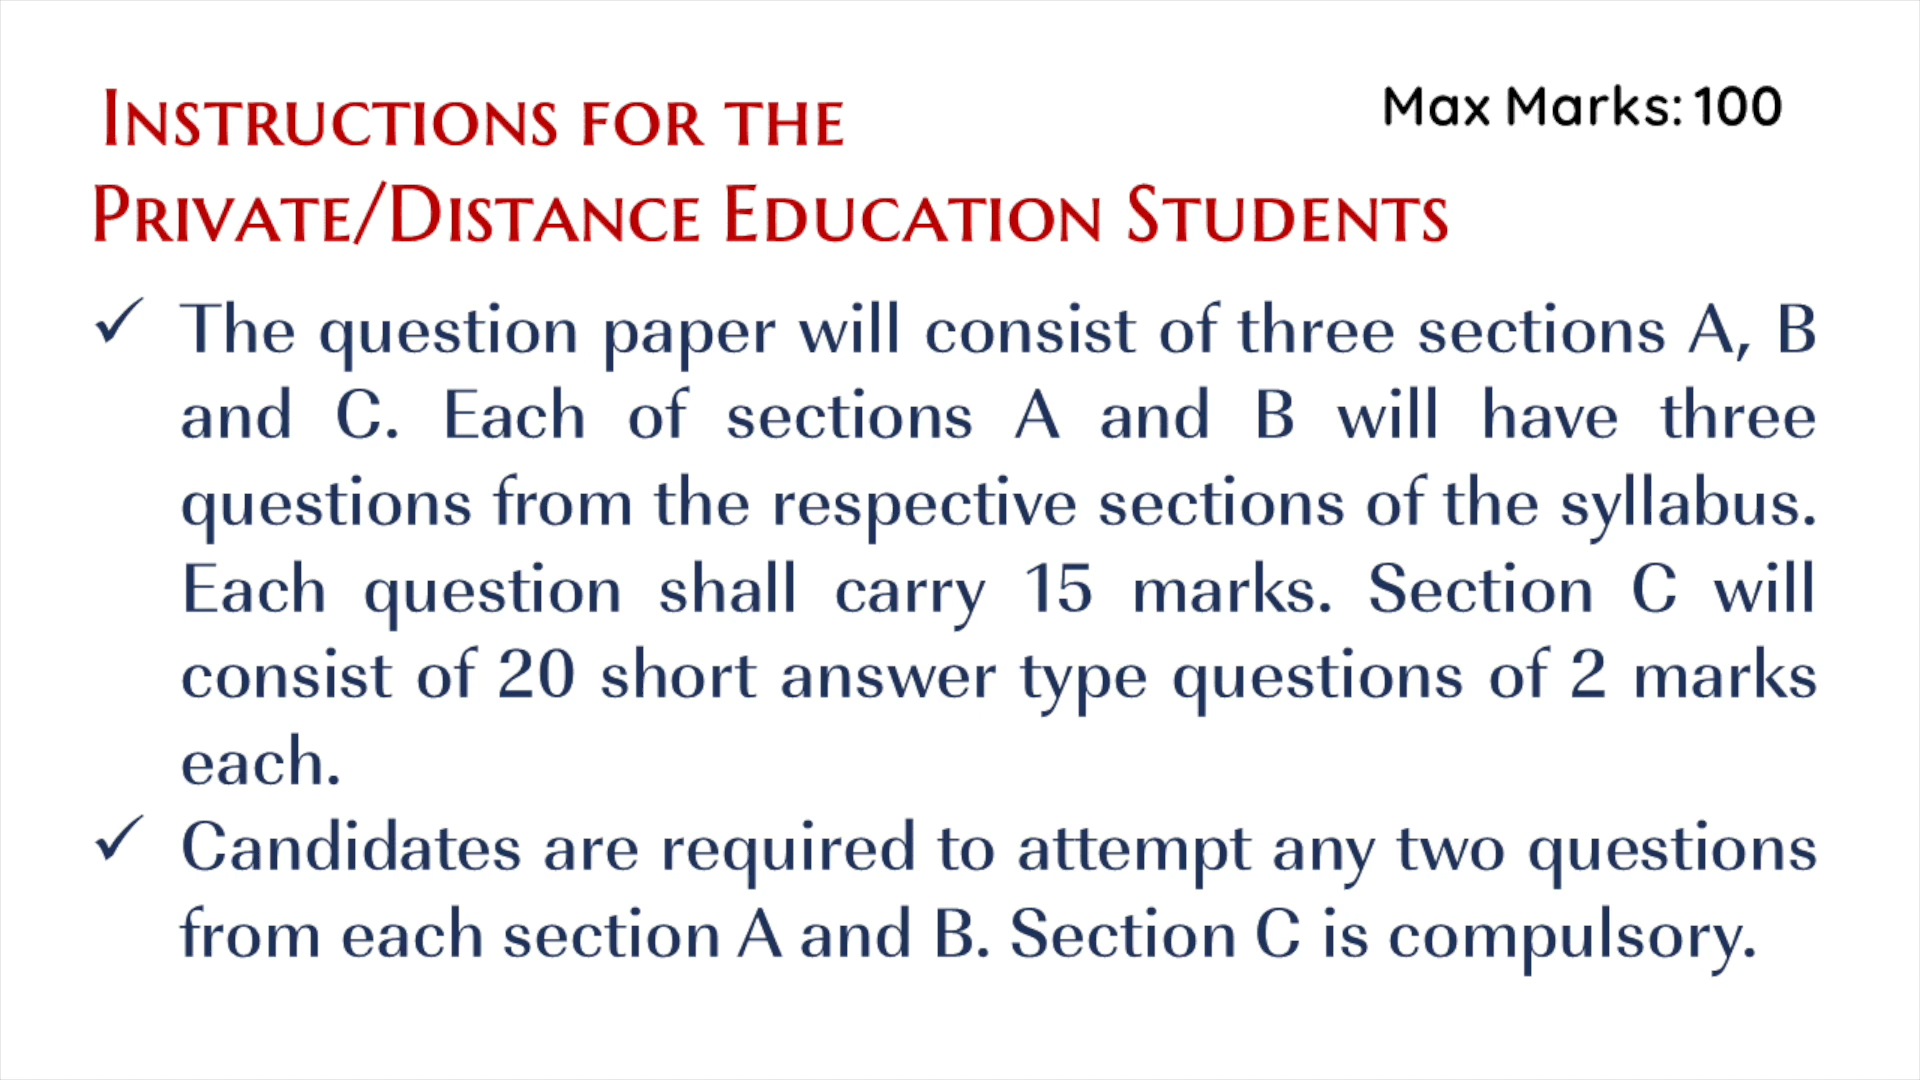 Instructions for the
Max Marks: 100
Private/Distance Education Students
✓ The question paper will consist of three sections A, B
and C. Each of sections A and B will have three
questions from the respective sections of the syllabus.
Each question shall carry 15 marks. Section C will
consist of 20 short answer type questions of 2 marks
each.
✓ Candidates are required to attempt any two questions
from each section A and B. Section C is compulsory.